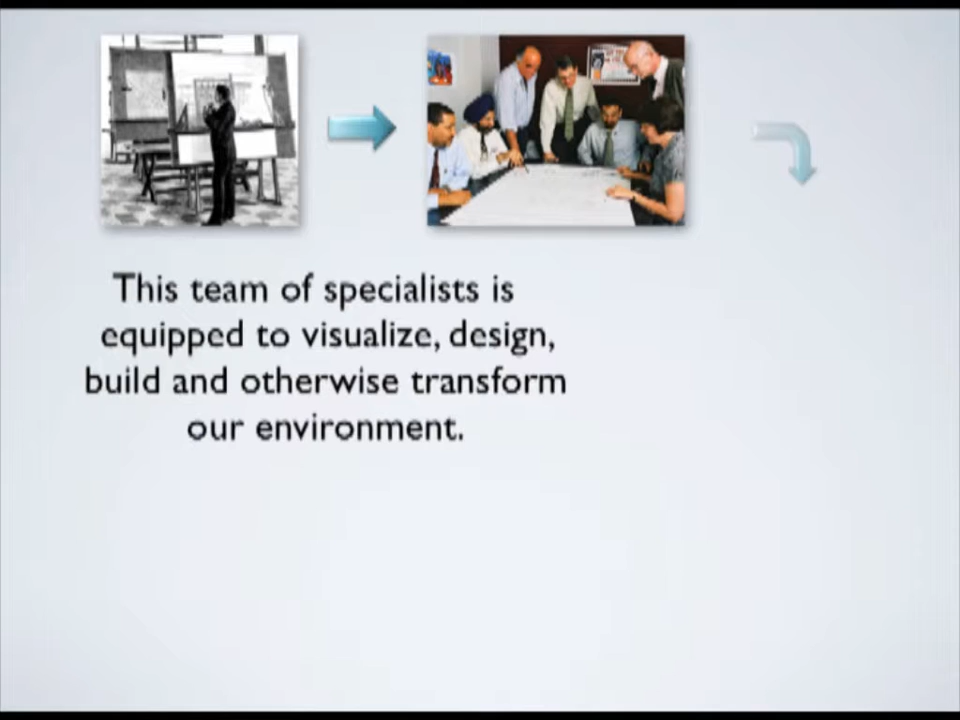 This team of specialists is
equipped to visualize, design,
build and otherwise transform
our environment.